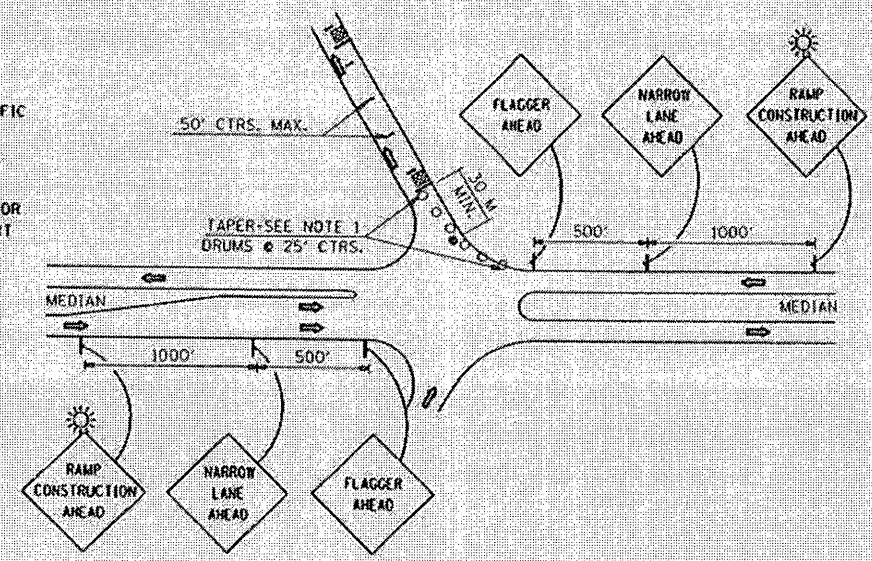 FIC
OR
50' CTRS. MAX.
TAPER-SEE NOTE 1
DRUMS @ 25' CTRS.
30 M
MIN.
FLAGGER
AHEAD
NARROW
LANE
AHEAD
RAMP
CONSTRUCTION
AHEAD
500'
1000'
MEDIAN
MEDIAN
1000'
500'
RAMP
CONSTRUCTION
AHEAD
NARROW
LANE
AHEAD
FLAGGER
AHEAD